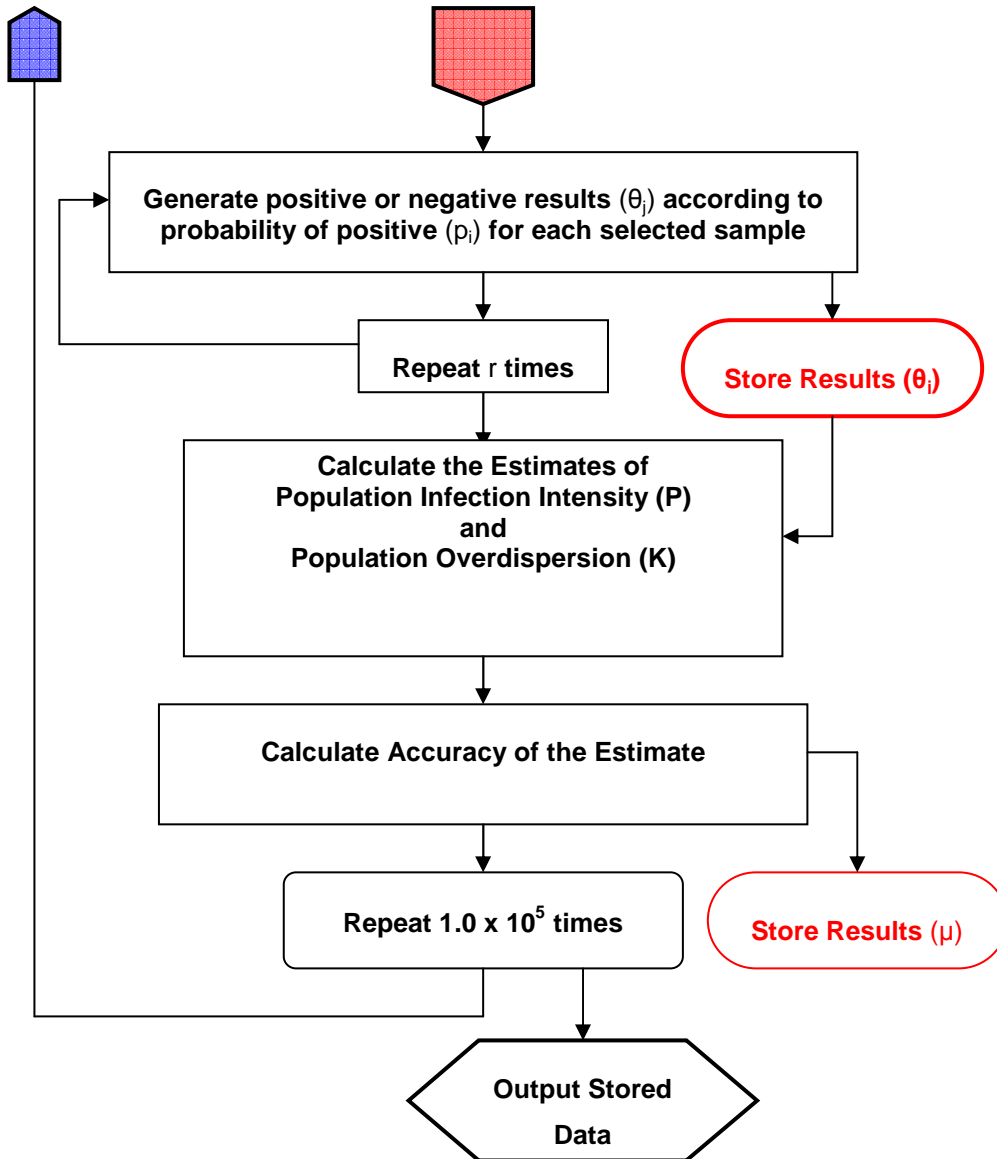 Generate positive or negative results (θj) according to
probability of positive (pi) for each selected sample
Repeat r times
Store Results (θi)
Calculate the Estimates of
Population Infection Intensity (P)
and
Population Overdispersion (K)
Calculate Accuracy of the Estimate
Repeat 1.0 x 10⁵ times
Store Results (µ)
Output Stored
Data